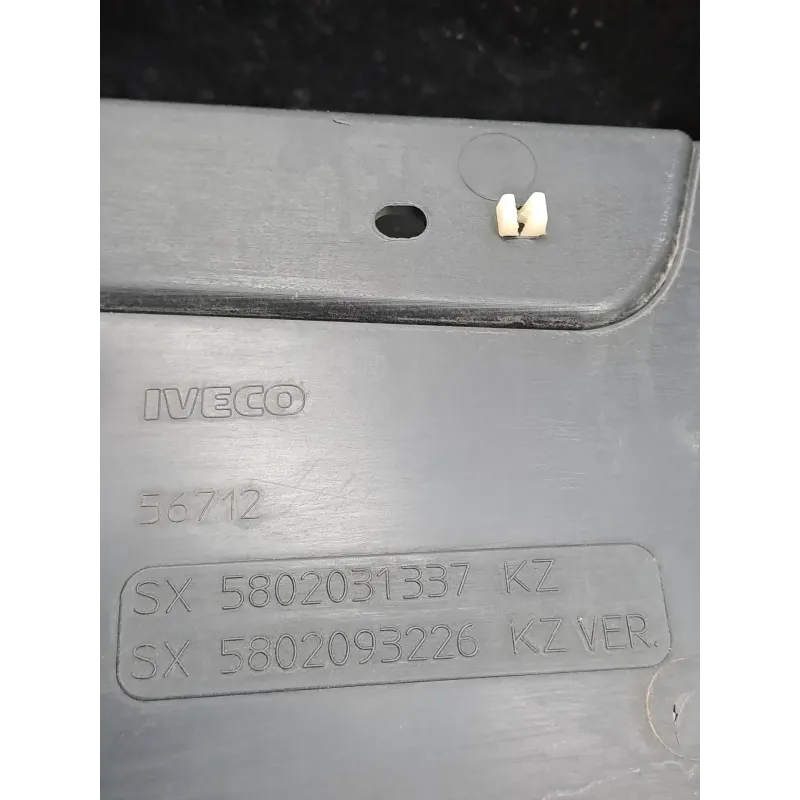 IVECO
56712
SX 5802031337 KZ
SX 5802093226 KZ VER.